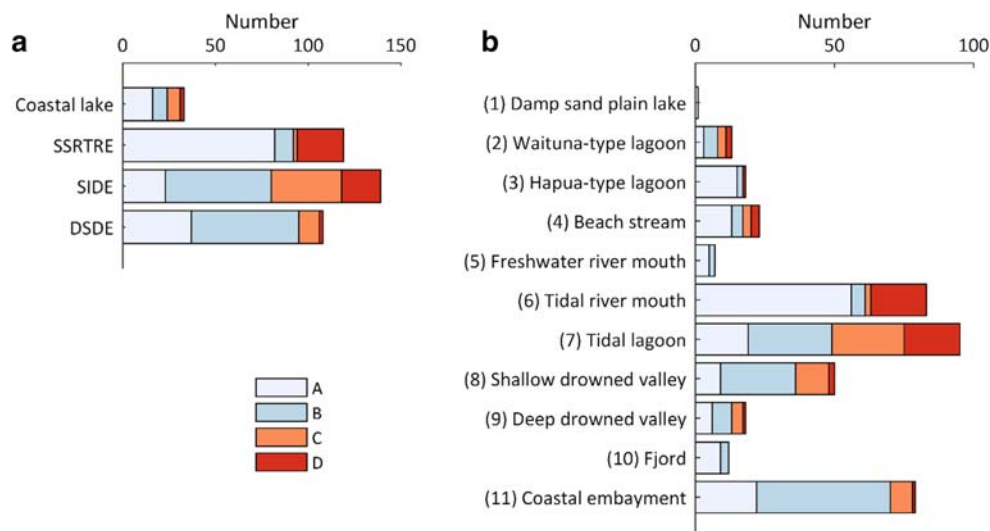 a
Number
0 50 100 150
Coastal lake
SSRTRE
SIDE
DSDE
A
B
C
D
b
Number
0 50 100
(1) Damp sand plain lake
(2) Waituna-type lagoon
(3) Hapua-type lagoon
(4) Beach stream
(5) Freshwater river mouth
(6) Tidal river mouth
(7) Tidal lagoon
(8) Shallow drowned valley
(9) Deep drowned valley
(10) Fjord
(11) Coastal embayment